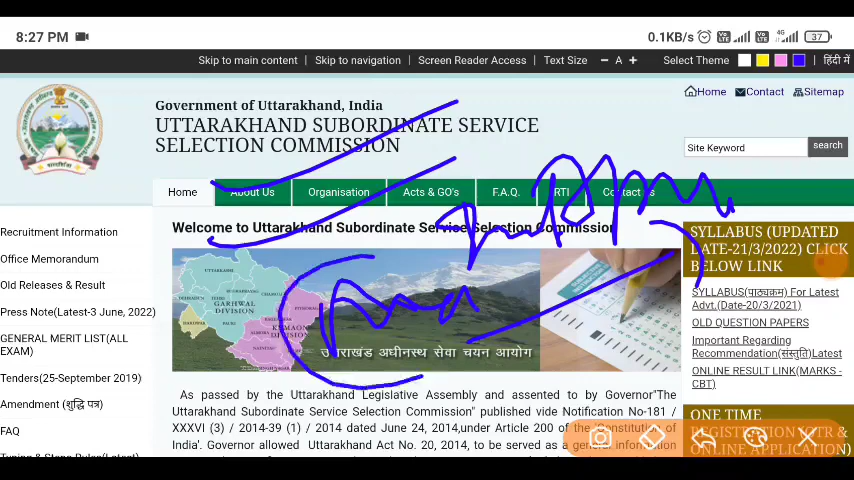 8:27 PM
0.1KB/s
4G
37
Skip to main content | Skip to navigation | Screen Reader Access | Text Size – A + Select Theme | हिंदी में
Home Contact Sitemap
Government of Uttarakhand, India
UTTARAKHAND SUBORDINATE SERVICE
SELECTION COMMISSION
Site Keyword
search
Home About Us Organisation Acts & GO's F.A.Q. RTI Contact Us
Welcome to Uttarakhand Subordinate Service Selection Commission
Recruitment Information
Office Memorandum
Old Releases & Result
Press Note(Latest-3 June, 2022)
GENERAL MERIT LIST(ALL
EXAM)
Tenders(25-September 2019)
Amendment (शुद्धि पत्र)
FAQ
GARHWAL
DIVISION
KUMAON
DIVISION
उत्तराखंड अधीनस्थ सेवा चयन आयोग
As passed by the Uttarakhand Legislative Assembly and assented to by Governor"The
Uttarakhand Subordinate Service Selection Commission" published vide Notification No-181 /
XXXVI (3) / 2014-39 (1) / 2014 dated June 24, 2014,under Article 200 of the 'Constitution of
India'. Governor allowed Uttarakhand Act No. 20, 2014, to be served as a general information
SYLLABUS (UPDATED
DATE-21/3/2022) CLICK
BELOW LINK
SYLLABUS(पाठ्यक्रम) For Latest
Advt.(Date-20/3/2021)
OLD QUESTION PAPERS
Important Regarding
Recommendation(संस्तुति)Latest
ONLINE RESULT LINK(MARKS -
CBT)
ONE TIME
REGISTRATION (OTR &
ONLINE APPLICATION)